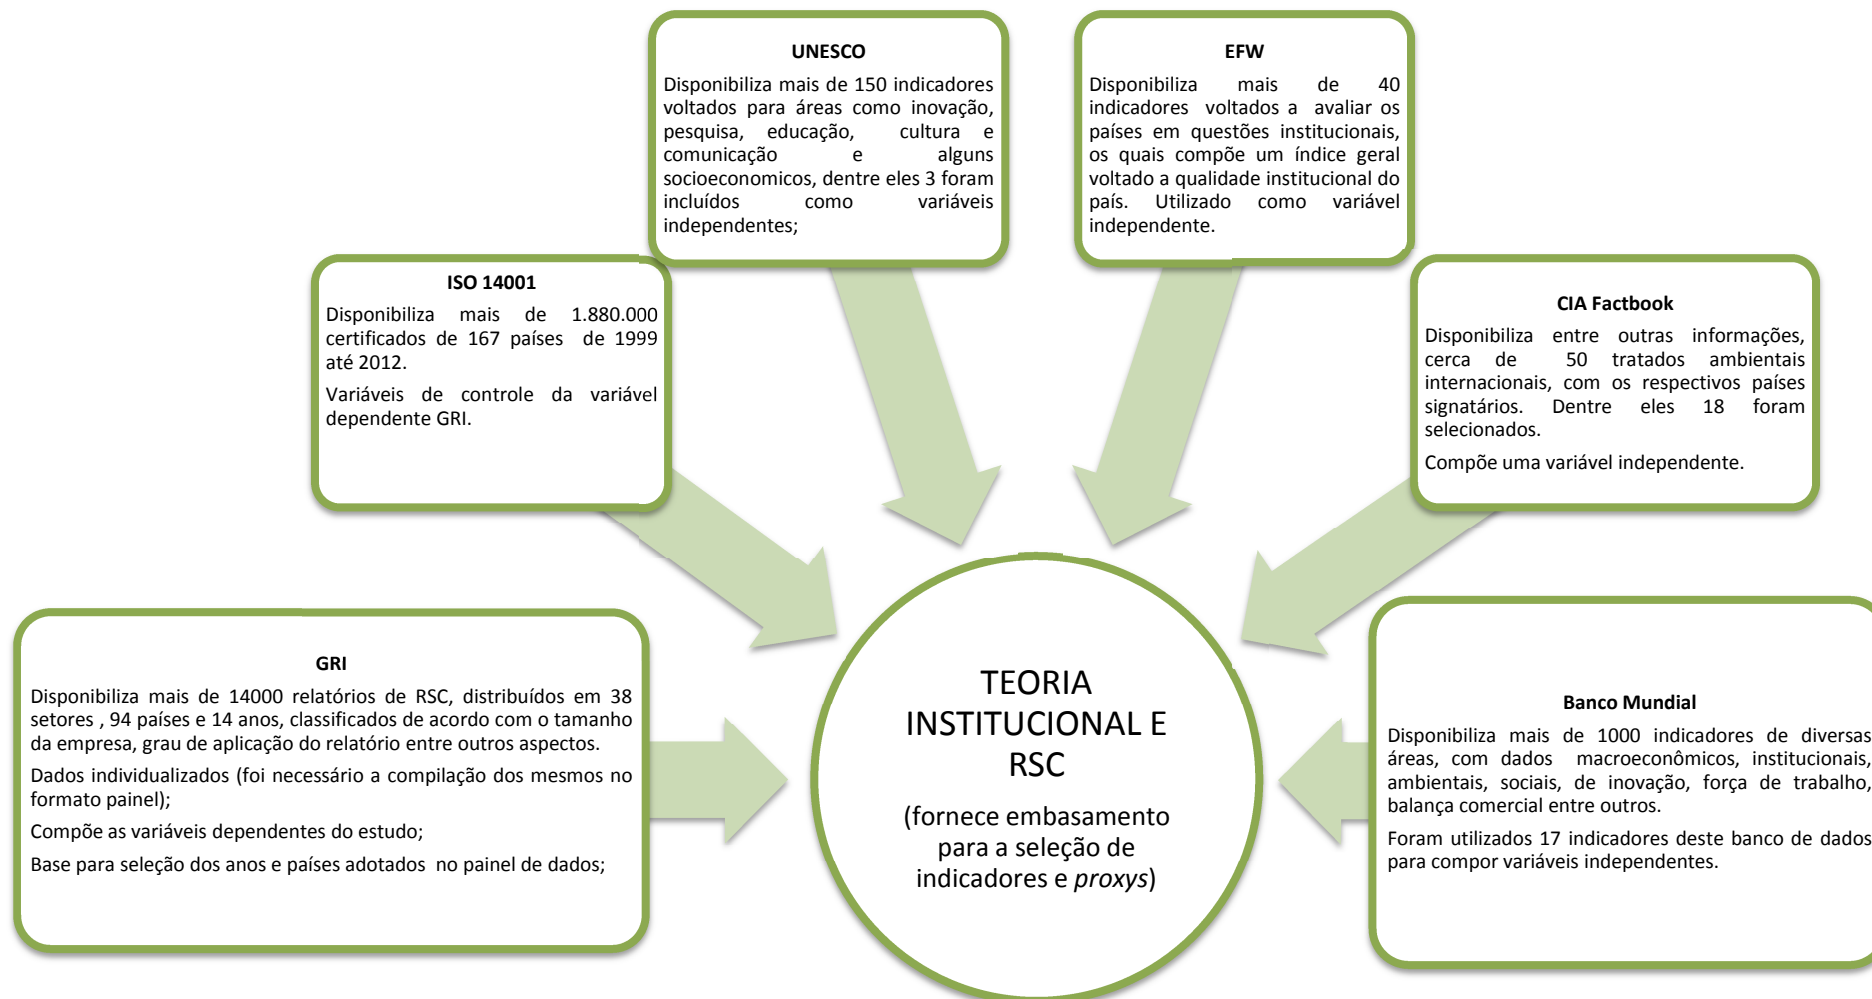 UNESCO
Disponibiliza mais de 150 indicadores
voltados para áreas como inovação,
pesquisa, educação, cultura e
comunicação e alguns
socioeconomicos, dentre eles 3 foram
incluídos como variáveis
independentes;
EFW
Disponibiliza mais de 40
indicadores voltados a avaliar os
países em questões institucionais,
os quais compõe um índice geral
voltado a qualidade institucional do
país. Utilizado como variável
independente.
ISO 14001
Disponibiliza mais de 1.880.000
certificados de 167 países de 1999
até 2012.
Variáveis de controle da variável
dependente GRI.
CIA Factbook
Disponibiliza entre outras informações,
cerca de 50 tratados ambientais
internacionais, com os respectivos países
signatários. Dentre eles 18 foram
selecionados.
Compõe uma variável independente.
GRI
Disponibiliza mais de 14000 relatórios de RSC, distribuídos em 38
setores , 94 países e 14 anos, classificados de acordo com o tamanho
da empresa, grau de aplicação do relatório entre outros aspectos.
Dados individualizados (foi necessário a compilação dos mesmos no
formato painel);
Compõe as variáveis dependentes do estudo;
Base para seleção dos anos e países adotados no painel de dados;
TEORIA
INSTITUCIONAL E
RSC
(fornece embasamento
para a seleção de
indicadores e proxys)
Banco Mundial
Disponibiliza mais de 1000 indicadores de diversas
áreas, com dados macroeconômicos, institucionais,
ambientais, sociais, de inovação, força de trabalho,
balança comercial entre outros.
Foram utilizados 17 indicadores deste banco de dados
para compor variáveis independentes.